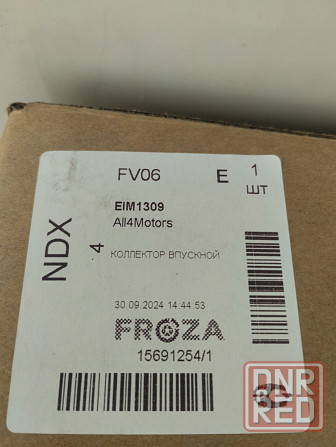 FV06 E 1
ШТ
NDX
EIM1309
All4Motors
4 КОЛЛЕКТОР ВПУСКНОЙ
30.09.2024 14:44:53
FROZA
15691254/1
DNR
RED